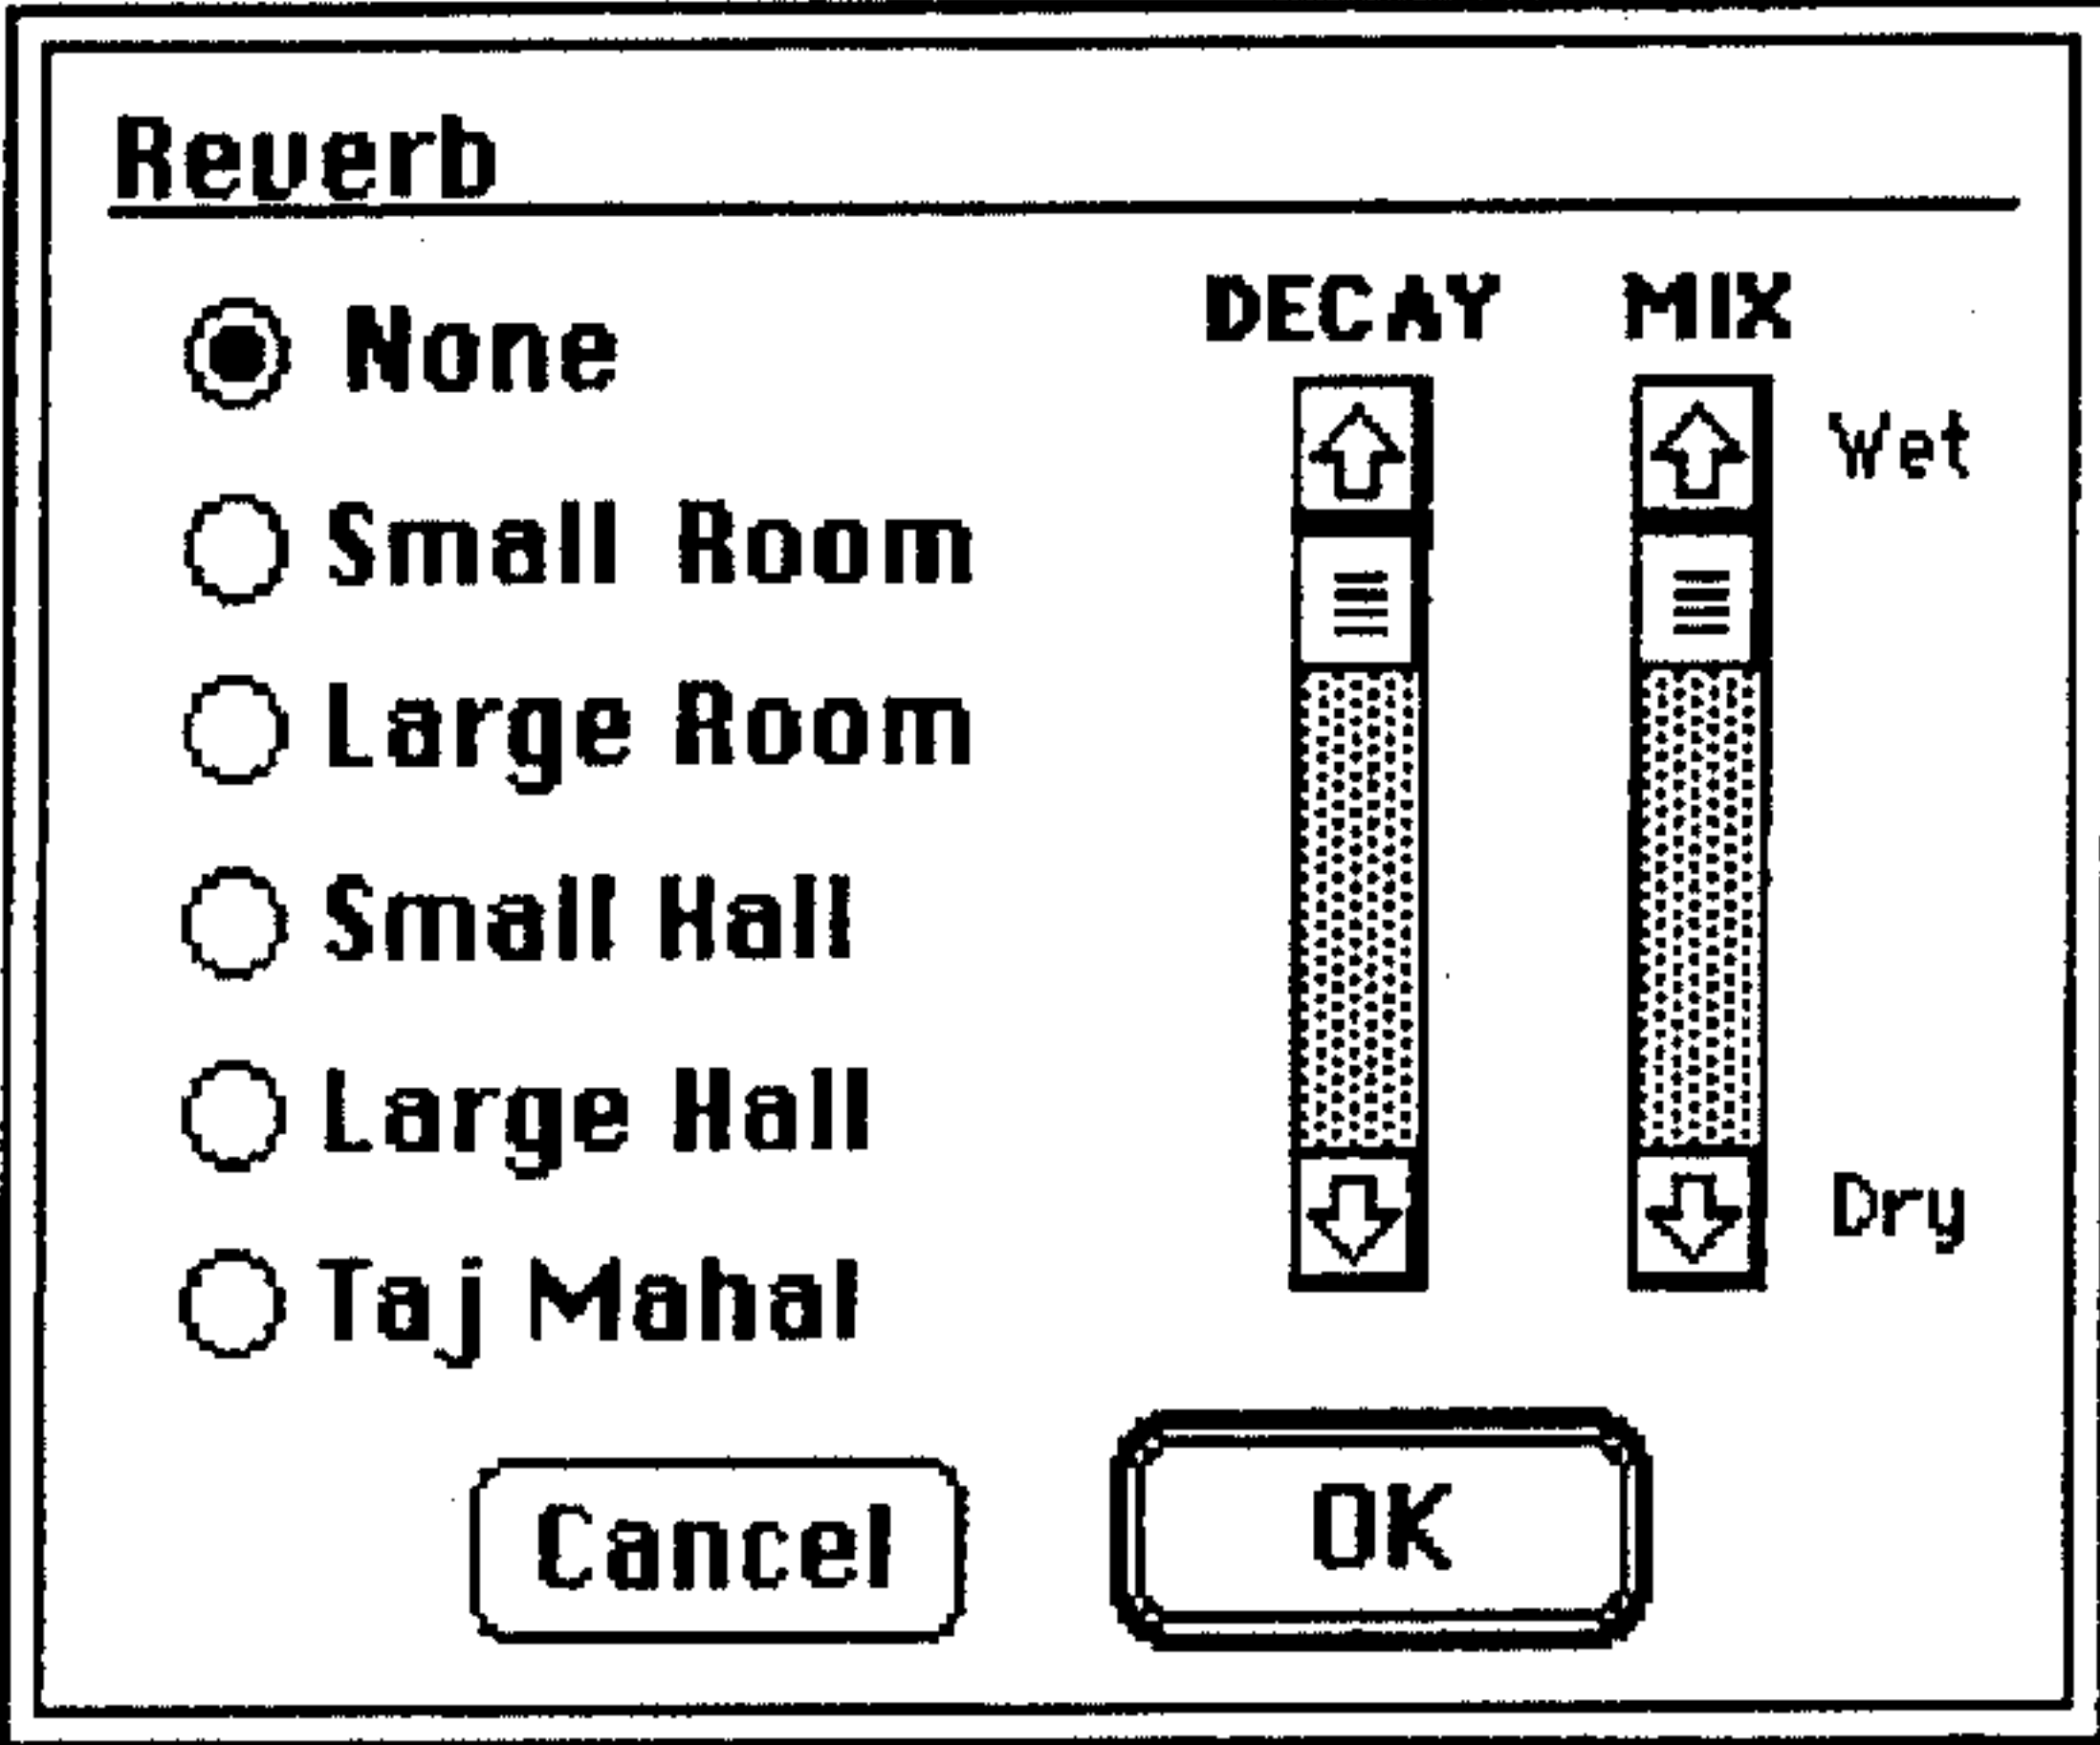 Reverb
None
Small Room
Large Room
Small Hall
Large Hall
Taj Mahal
DECAY
MIX
Wet
Dry
Cancel
OK